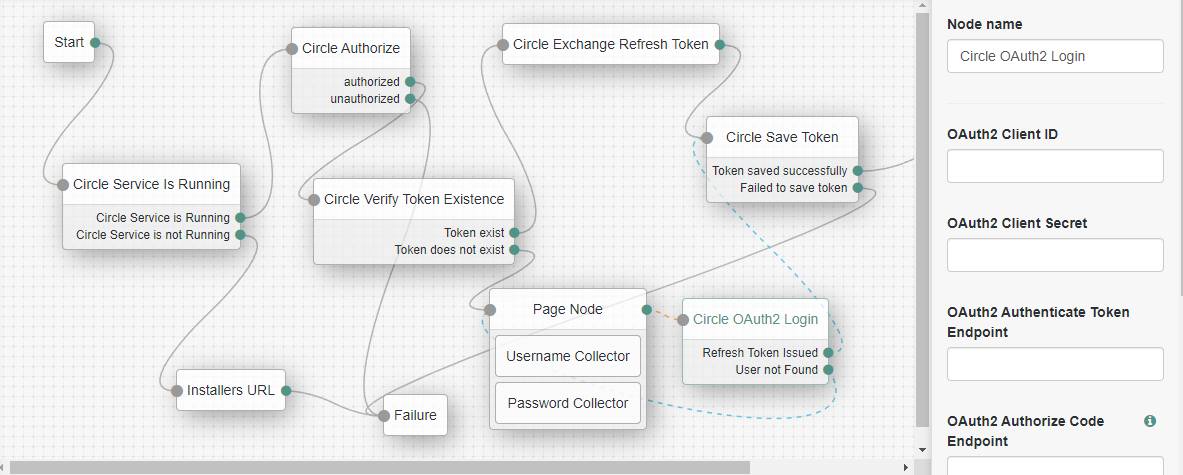 Start
Circle Authorize
authorized
unauthorized
Circle Exchange Refresh Token
Circle Save Token
Token saved successfully
Failed to save token
Circle Service Is Running
Circle Service is Running
Circle Service is not Running
Circle Verify Token Existence
Token exist
Token does not exist
Page Node
Username Collector
Password Collector
Circle OAuth2 Login
Refresh Token Issued
User not Found
Installers URL
Failure
Node name
Circle OAuth2 Login
OAuth2 Client ID
OAuth2 Client Secret
OAuth2 Authenticate Token
Endpoint
OAuth2 Authorize Code
Endpoint